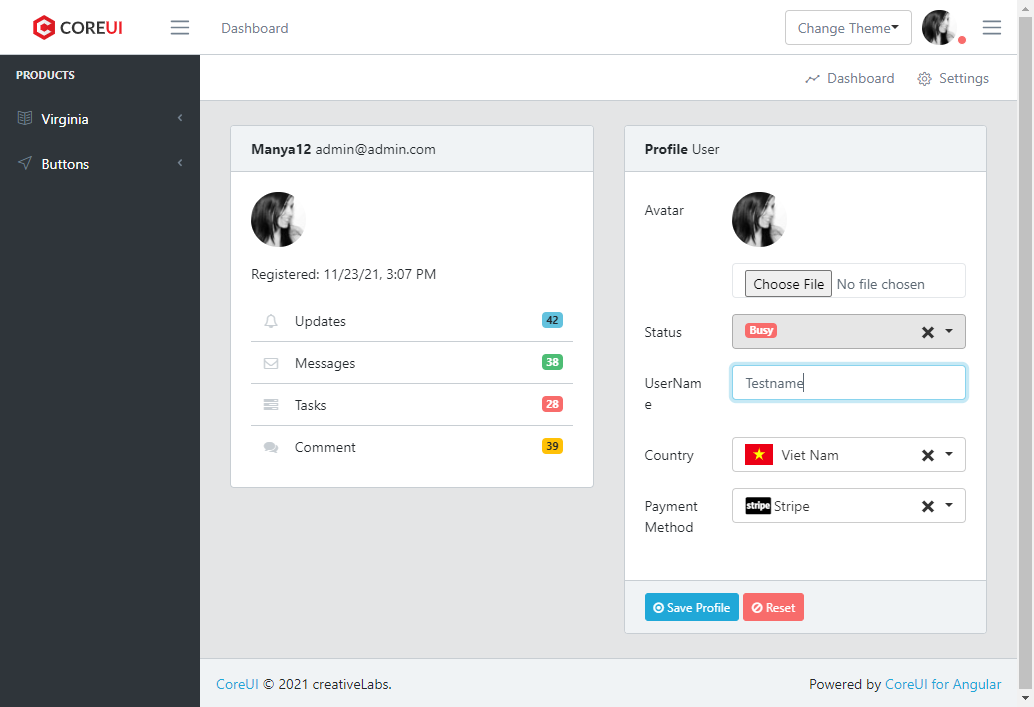 COREUI
Dashboard
Change Theme
PRODUCTS
Virginia
Buttons
Dashboard
Settings
Manya12 admin@admin.com
Registered: 11/23/21, 3:07 PM
Updates 42
Messages 38
Tasks 28
Comment 39
Profile User
Avatar
Choose File No file chosen
Status Busy
UserNam
e
Testname
Country Viet Nam
Payment
Method
stripe Stripe
Save Profile Reset
CoreUI © 2021 creativeLabs.
Powered by CoreUI for Angular